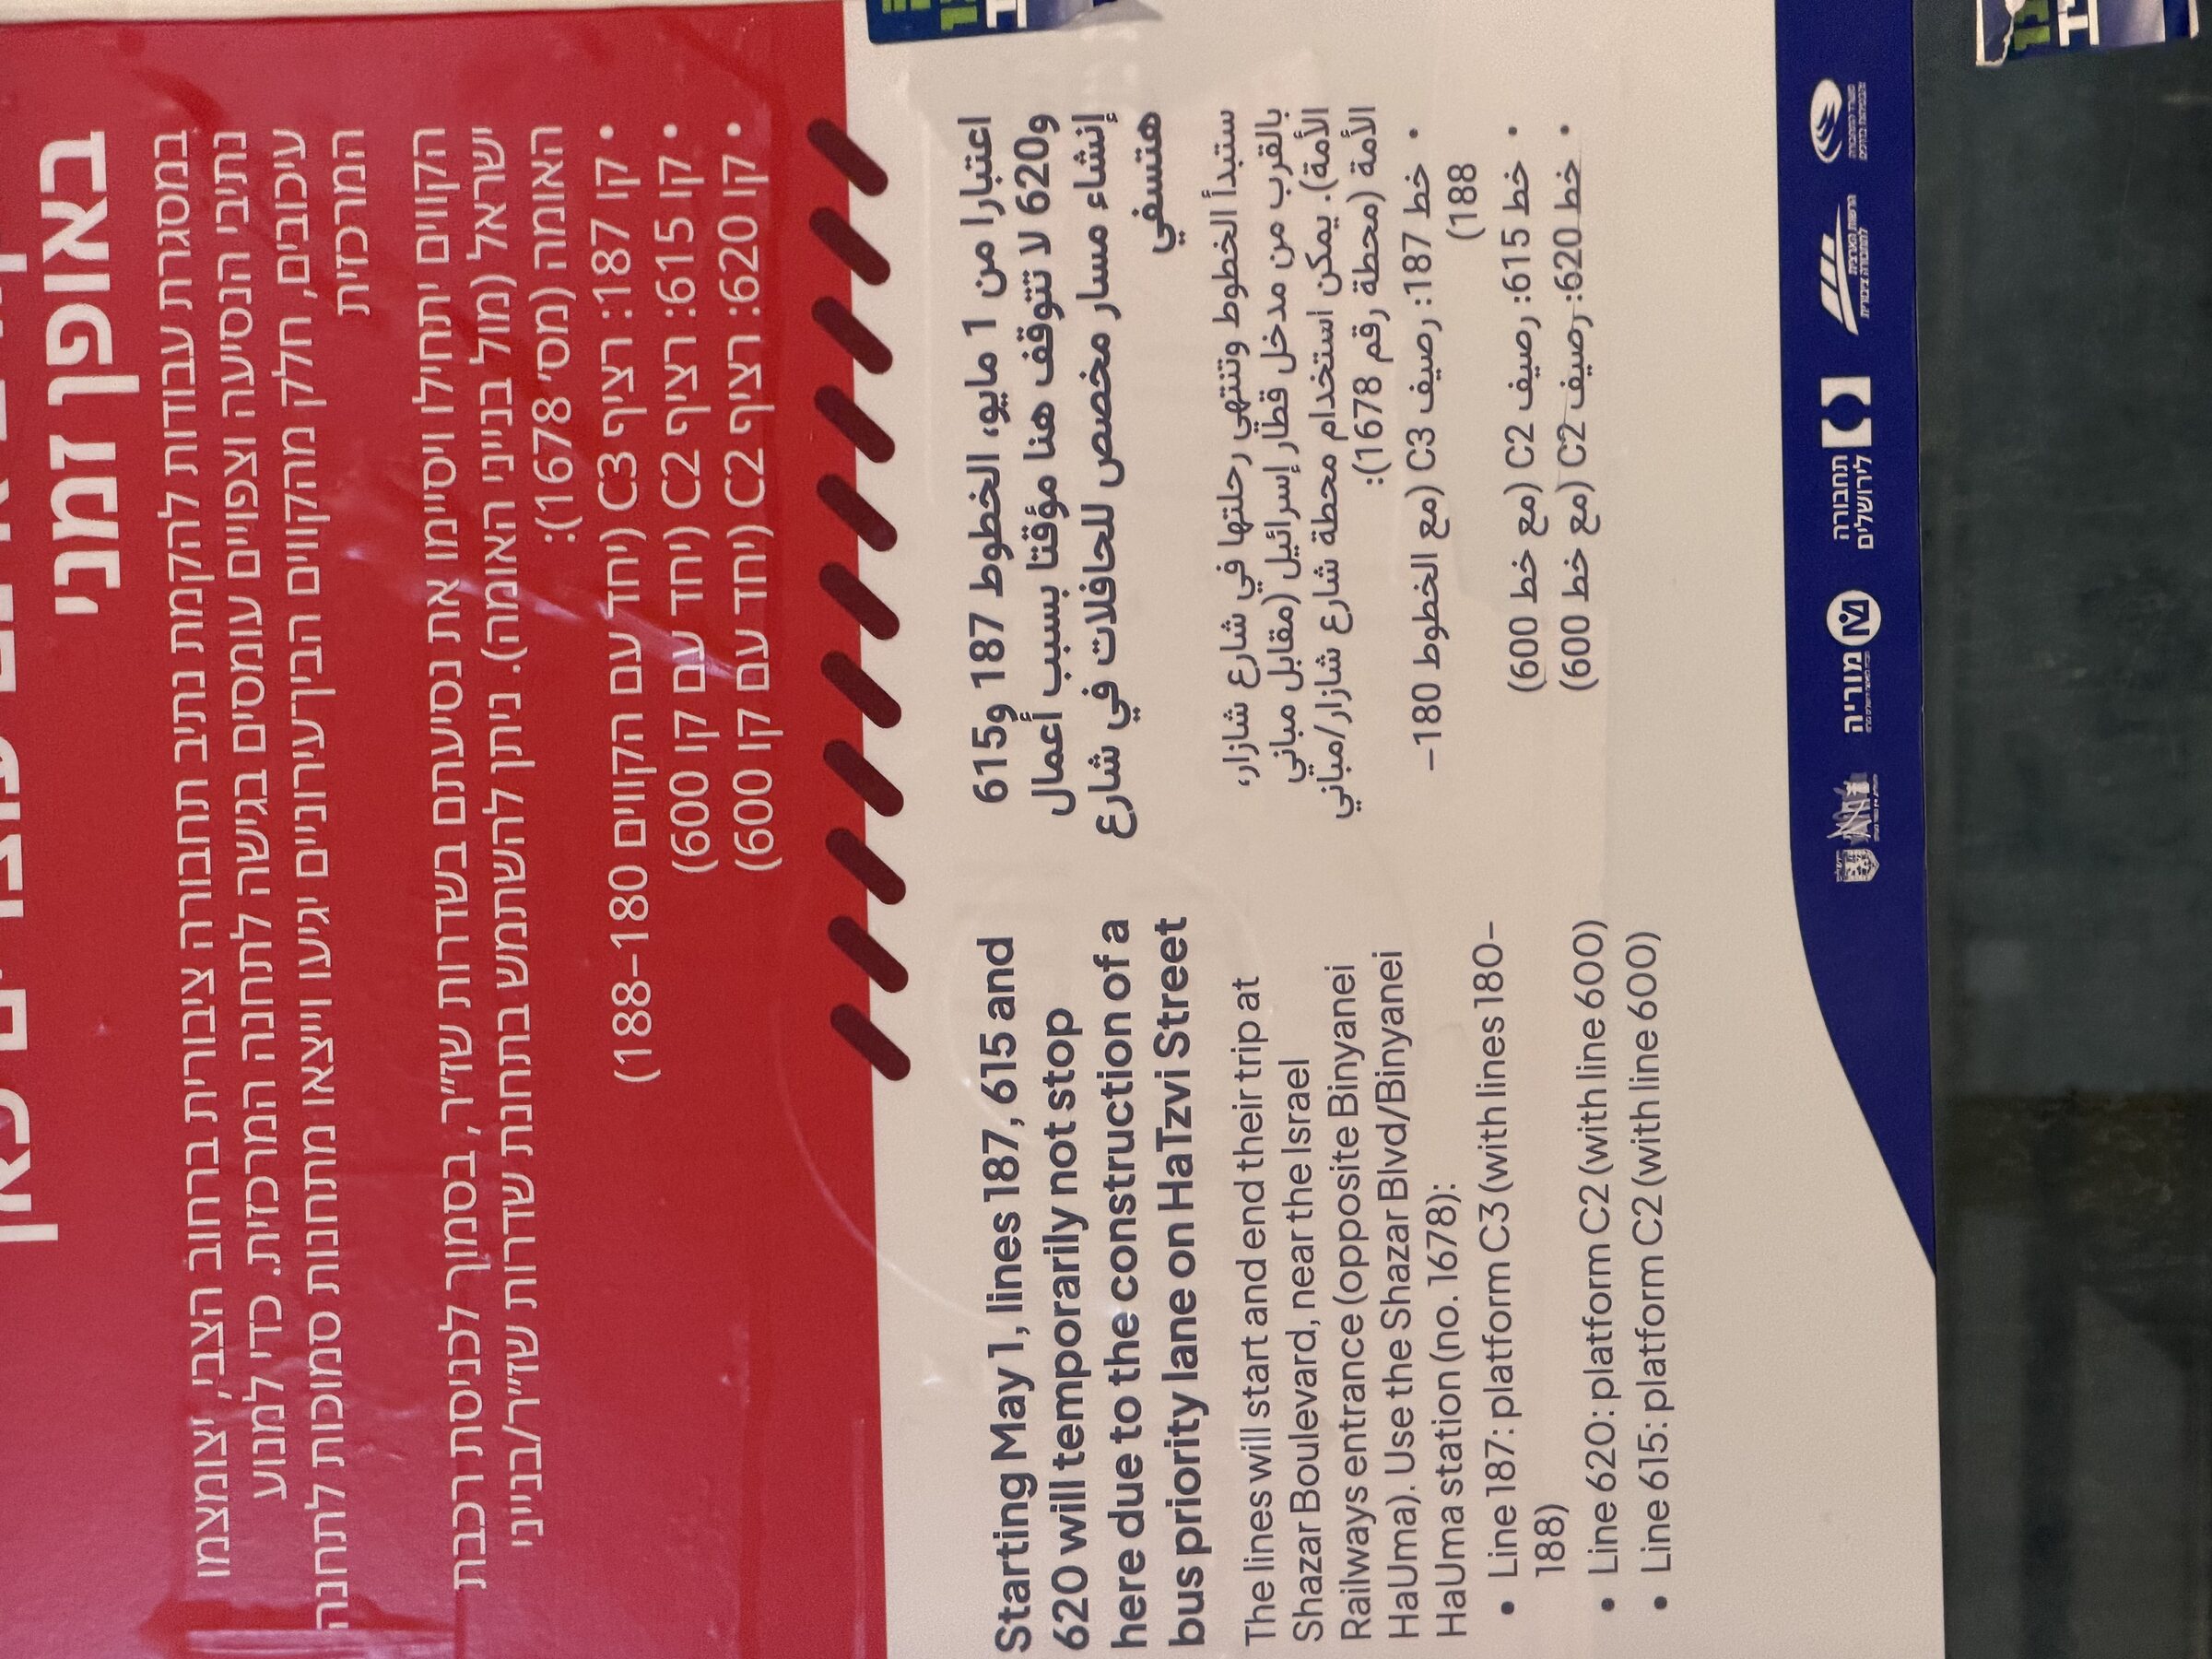 באופן זמני
במסגרת עבודות להקמת נתיב תחבורה ציבורית ברחוב הצבי, יצומצמו
נתיבי הנסיעה וצפויים עומסים בגישה לתחנה המרכזית. כדי למנוע
עיכובים, חלק מהקווים הבין־עירוניים יגיעו וייצאו מתחנות סמוכות לתחנה
המרכזית
הקווים יתחילו ויסיימו את נסיעתם בשדרות שז״ר, בסמוך לכניסת רכבת
ישראל (מול בנייני האומה). ניתן להשתמש בתחנת שדרות שז״ר/בנייני
האומה (מס׳ 1678):
• קו 187: רציף C3 (יחד עם הקווים 180–188)
• קו 615: רציף C2 (יחד עם קו 600)
• קו 620: רציף C2 (יחד עם קו 600)
Starting May 1, lines 187, 615 and
620 will temporarily not stop
here due to the construction of a
bus priority lane on HaTzvi Street
The lines will start and end their trip at
Shazar Boulevard, near the Israel
Railways entrance (opposite Binyanei
HaUma). Use the Shazar Blvd/Binyanei
HaUma station (no. 1678):
• Line 187: platform C3 (with lines 180–
188)
• Line 620: platform C2 (with line 600)
• Line 615: platform C2 (with line 600)
اعتبارا من 1 مايو، الخطوط 187 و615
و620 لا تتوقف هنا مؤقتا بسبب أعمال
إنشاء مسار مخصص للحافلات في شارع
هتسفي
ستبدأ الخطوط وتنتهي رحلتها في شارع شازار،
بالقرب من مدخل قطار إسرائيل (مقابل مباني
الأمة). يمكن استخدام محطة شارع شازار/مباني
الأمة (محطة رقم 1678):
• خط 187: رصيف C3 (مع الخطوط 180–
188)
• خط 615: رصيف C2 (مع خط 600)
• خط 620: رصيف C2 (مع خط 600)
משרד התחבורה
והבטיחות בדרכים
הרשות הארצית
לתחבורה ציבורית
תחבורה
לירושלים
מוריה